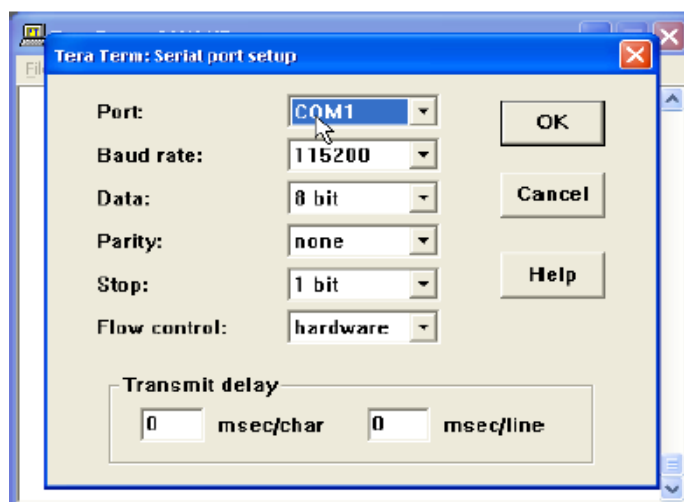 Tera Term: Serial port setup
Port: COM1
OK
Baud rate: 115200
Data: 8 bit
Cancel
Parity: none
Stop: 1 bit
Help
Flow control: hardware
Transmit delay
0 msec/char 0 msec/line